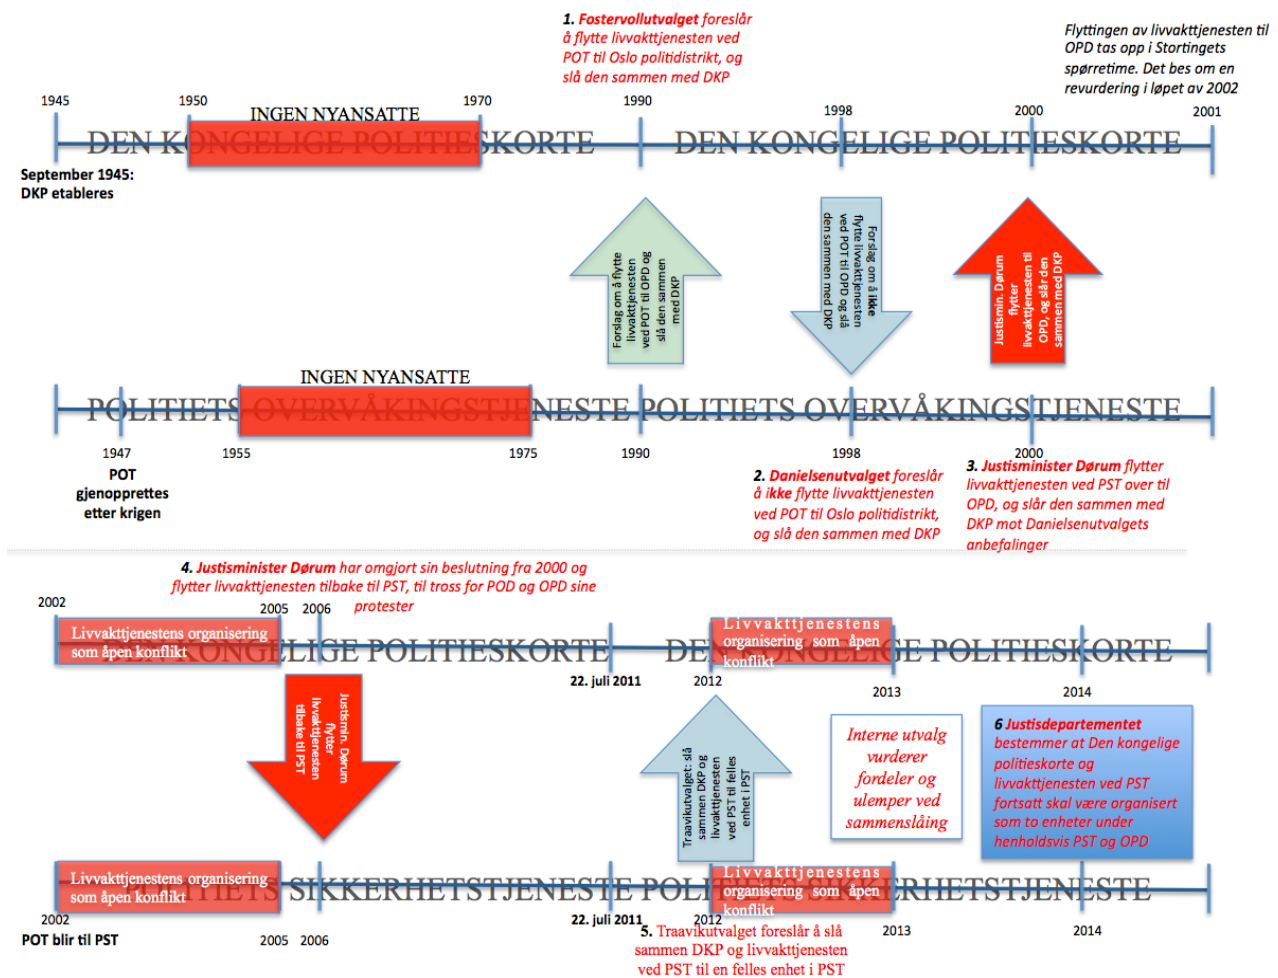 1. Fostervollutvalget foreslår
å flytte livvakttjenesten ved
POT til Oslo politidistrikt, og
slå den sammen med DKP
Flyttingen av livvakttjenesten til
OPD tas opp i Stortingets
spørretime. Det bes om en
revurdering i løpet av 2002
1945
1950
1970
1990
1998
2000
2001
INGEN NYANSATTE
DEN KONGELIGE POLITIESKORTE
DEN KONGELIGE POLITIESKORTE
September 1945:
DKP etableres
Forslag om å flytte
livvakttjenesten
ved POT til OPD og
slå den sammen
med DKP
Forslag om å ikke
flytte livvakttjenesten
ved POT til OPD og slå
den sammen med DKP
Justismin. Dørum
flytter
livvakttjenesten til
OPD, og slår den
sammen med DKP
INGEN NYANSATTE
POLITIETS OVERVÅKINGSTJENESTE
POLITIETS OVERVÅKINGSTJENESTE
1947
1955
1975
1990
1998
2000
POT
gjenopprettes
etter krigen
2. Danielsenutvalget foreslår
å ikke flytte livvakttjenesten
ved POT til Oslo politidistrikt,
og slå den sammen med DKP
3. Justisminister Dørum flytter
livvakttjenesten ved PST over til
OPD, og slår den sammen med
DKP mot Danielsenutvalgets
anbefalinger
4. Justisminister Dørum har omgjort sin beslutning fra 2000 og
flytter livvakttjenesten tilbake til PST, til tross for POD og OPD sine
protester
2002
2005
2006
Livvakttjenestens organisering
som åpen konflikt
DEN KONGELIGE POLITIESKORTE
Livvakttjenestens
organisering som åpen
konflikt
DEN KONGELIGE POLITIESKORTE
22. juli 2011
2012
2013
2014
Justismin. Dørum
flytter
livvakttjenesten
tilbake til PST
Traavikutvalget: slå
sammen DKP og
livvakttjenesten
ved PST til felles
enhet i PST
Interne utvalg
vurderer
fordeler og
ulemper ved
sammenslåing
6 Justisdepartementet
bestemmer at Den kongelige
politieskorte og
livvakttjenesten ved PST
fortsatt skal være organisert
som to enheter under
henholdsvis PST og OPD
Livvakttjenestens organisering
som åpen konflikt
POLITIETS SIKKERHETSTJENESTE
Livvakttjenestens
organisering som åpen
konflikt
POLITIETS SIKKERHETSTJENESTE
2002
2005
2006
22. juli 2011
2012
2013
2014
POT blir til PST
5. Traavikutvalget foreslår å slå
sammen DKP og livvakttjenesten
ved PST til en felles enhet i PST